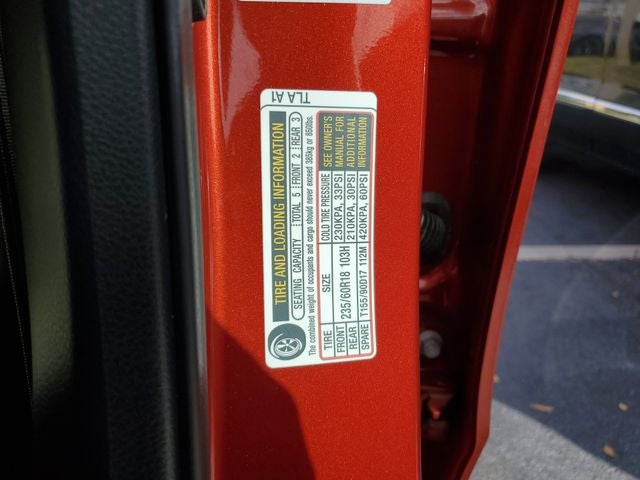 TLA A1
TIRE AND LOADING INFORMATION
SEATING CAPACITY TOTAL 5 FRONT 2 REAR 3
The combined weight of occupants and cargo should never exceed 385kg or 850lbs.
TIRE SIZE COLD TIRE PRESSURE SEE OWNER'S MANUAL FOR ADDITIONAL INFORMATION
FRONT 235/60R18 103H 230KPA, 33PSI
REAR 210KPA, 30PSI
SPARE T155/90D17 112M 420KPA, 60PSI